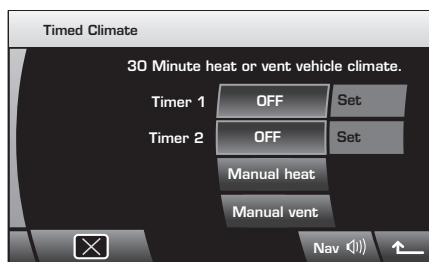 Timed Climate
30 Minute heat or vent vehicle climate.
Timer 1 OFF Set
Timer 2 OFF Set
Manual heat
Manual vent
Nav